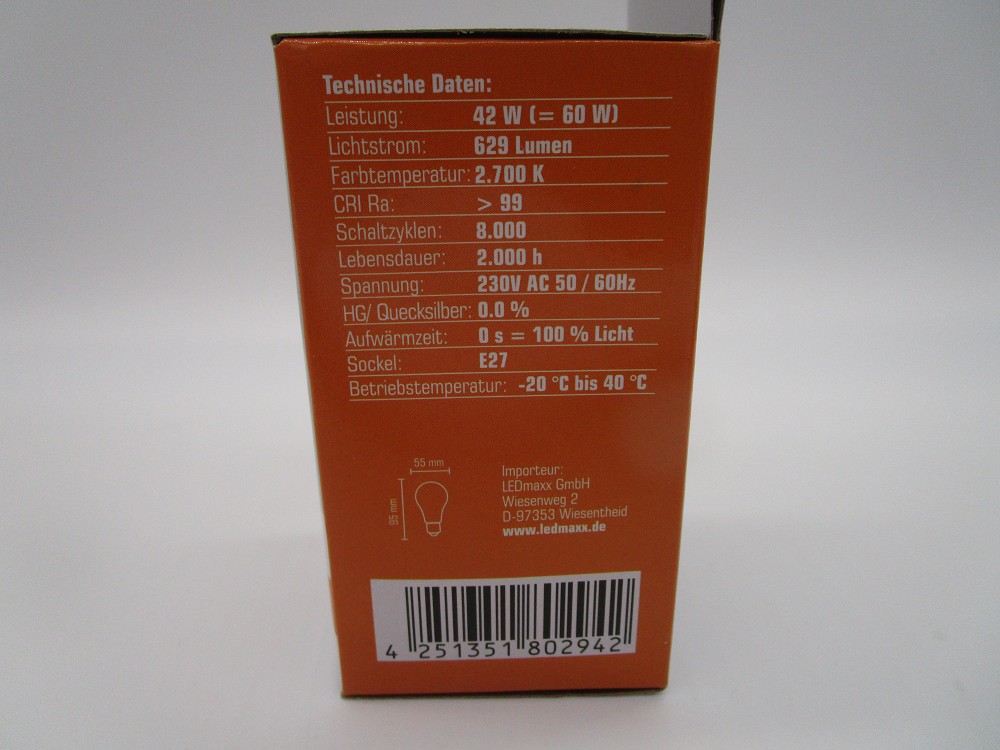 Technische Daten:
Leistung: 42 W (= 60 W)
Lichtstrom: 629 Lumen
Farbtemperatur: 2.700 K
CRI Ra: > 99
Schaltzyklen: 8.000
Lebensdauer: 2.000 h
Spannung: 230V AC 50 / 60Hz
HG/ Quecksilber: 0.0 %
Aufwärmzeit: 0 s = 100 % Licht
Sockel: E27
Betriebstemperatur: -20 °C bis 40 °C
55 mm
95 mm
Importeur:
LEDmaxx GmbH
Wiesenweg 2
D-97353 Wiesentheid
www.ledmaxx.de
4 251351 802942